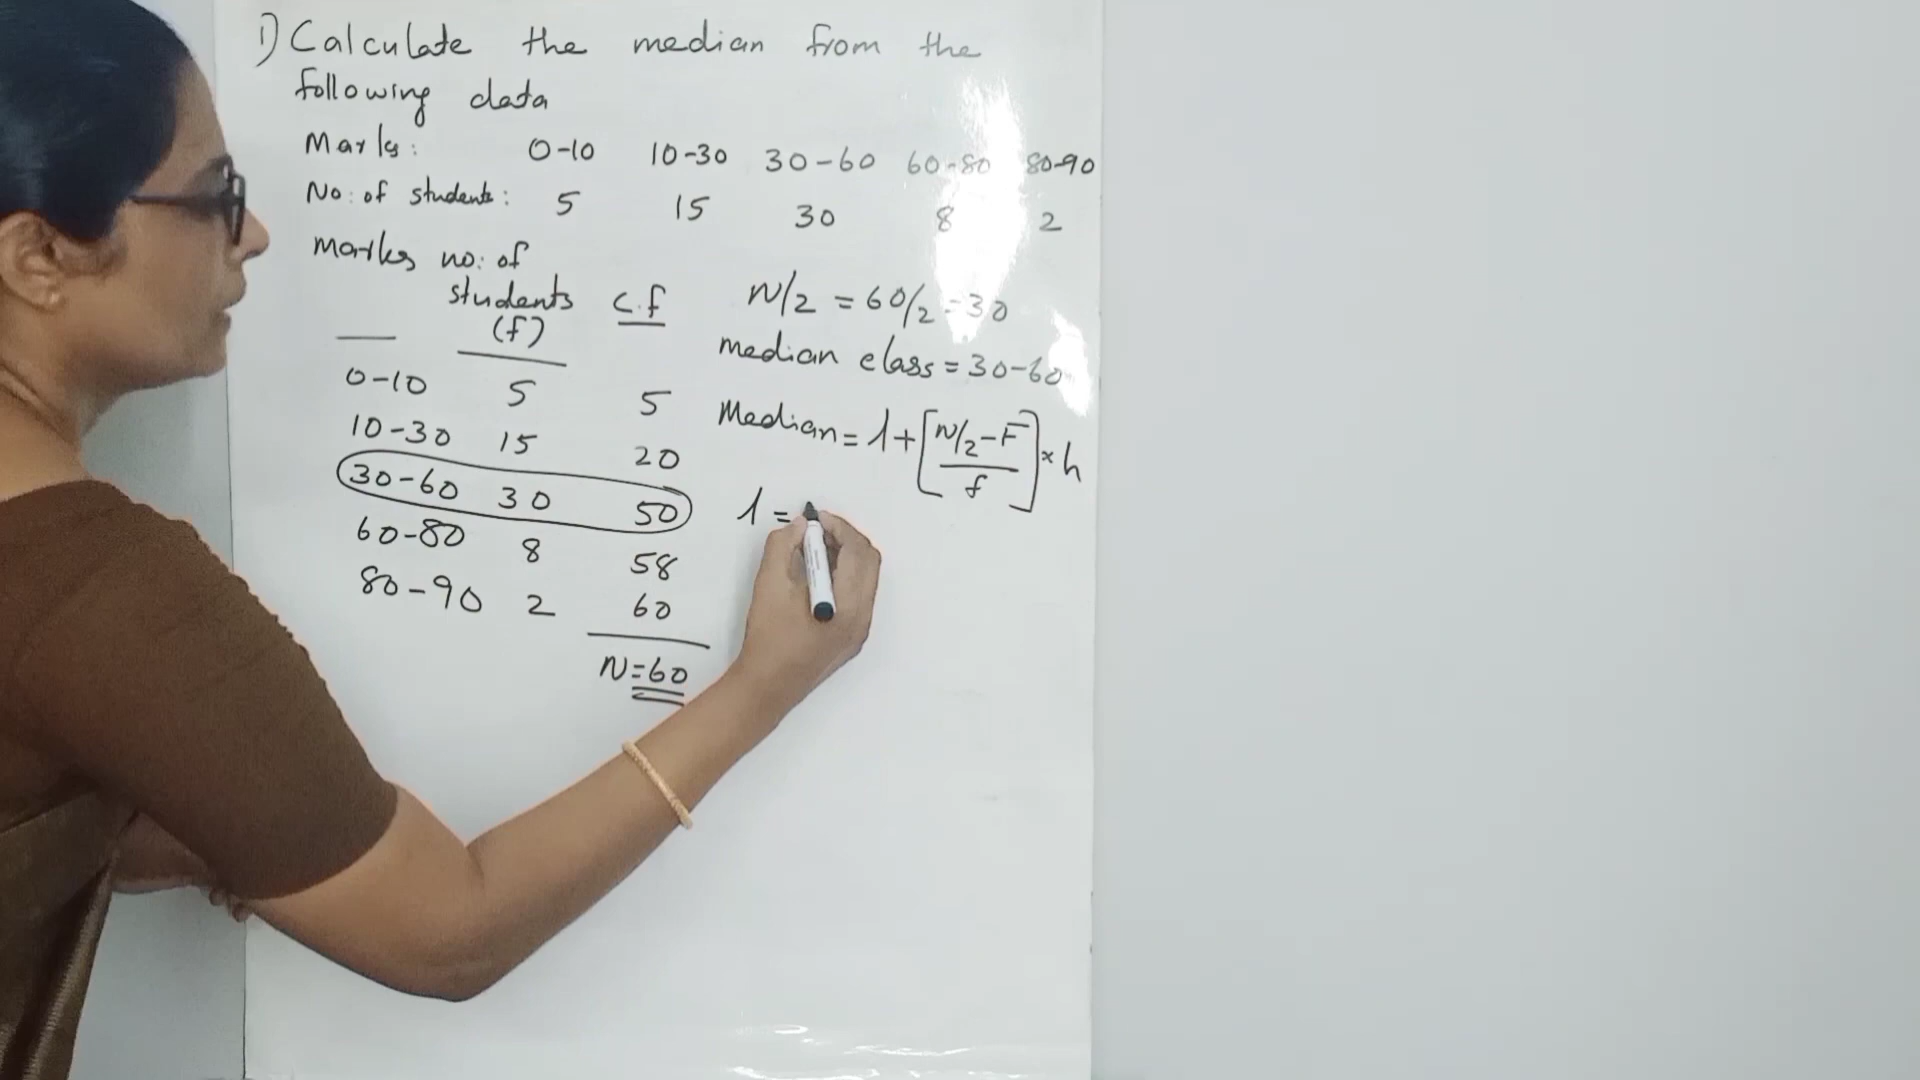 1) Calculate the median from the
following data
Marks: 0-10 10-30 30-60 60-80 80-90
No: of students: 5 15 30 8 2
marks no: of
students c.f
(f)
0-10 5 5
10-30 15 20
30-60 30 50
60-80 8 58
80-90 2 60
N=60
N/2 = 60/2 = 30
median class = 30-60
Median = l + [N/2 - F / f] × h
l =